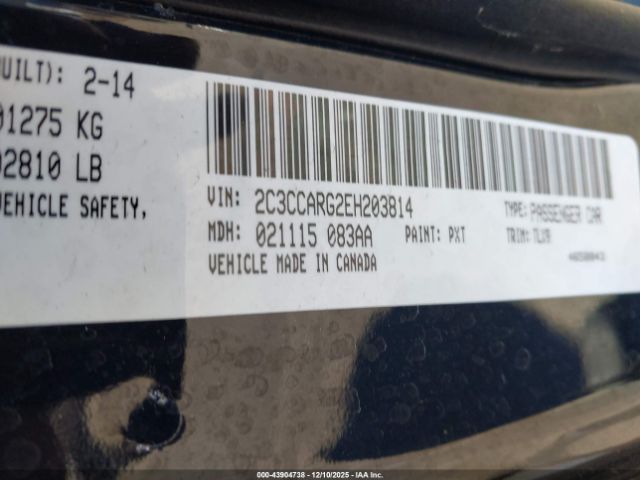 UILT): 2-14
01275 KG
02810 LB
VEHICLE SAFETY,
VIN: 2C3CCARG2EH203814
TYPE: PASSENGER CAR
MDH: 021115 083AA PAINT: PXT TRIM: TLV9
VEHICLE MADE IN CANADA
000-43904738 - 12/10/2025 - IAA Inc.